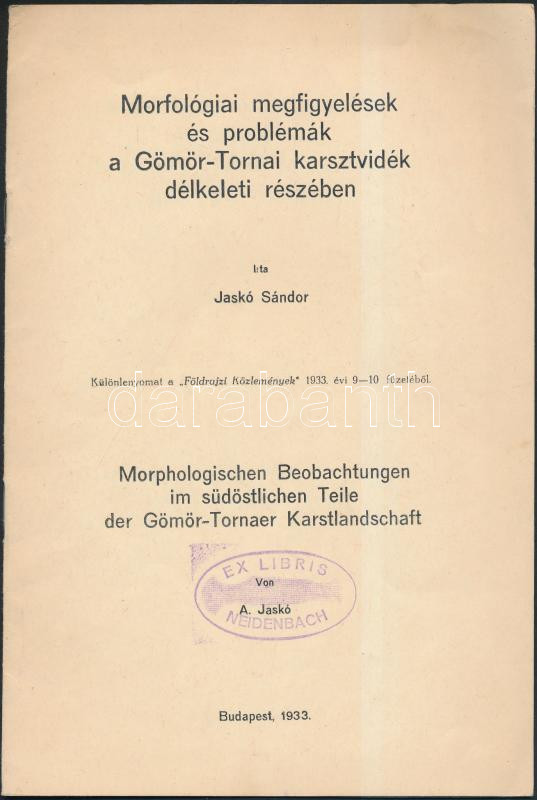 Morfológiai megfigyelések
és problémák
a Gömör-Tornai karsztvidék
délkeleti részében
Irta
Jaskó Sándor
Különlenyomat a „Földrajzi Közlemények“ 1933. évi 9—10 füzetéből.
darabanth
Morphologischen Beobachtungen
im südöstlichen Teile
der Gömör-Tornaer Karstlandschaft
EX LIBRIS
Von
A. Jaskó
NEIDENBACH
Budapest, 1933.